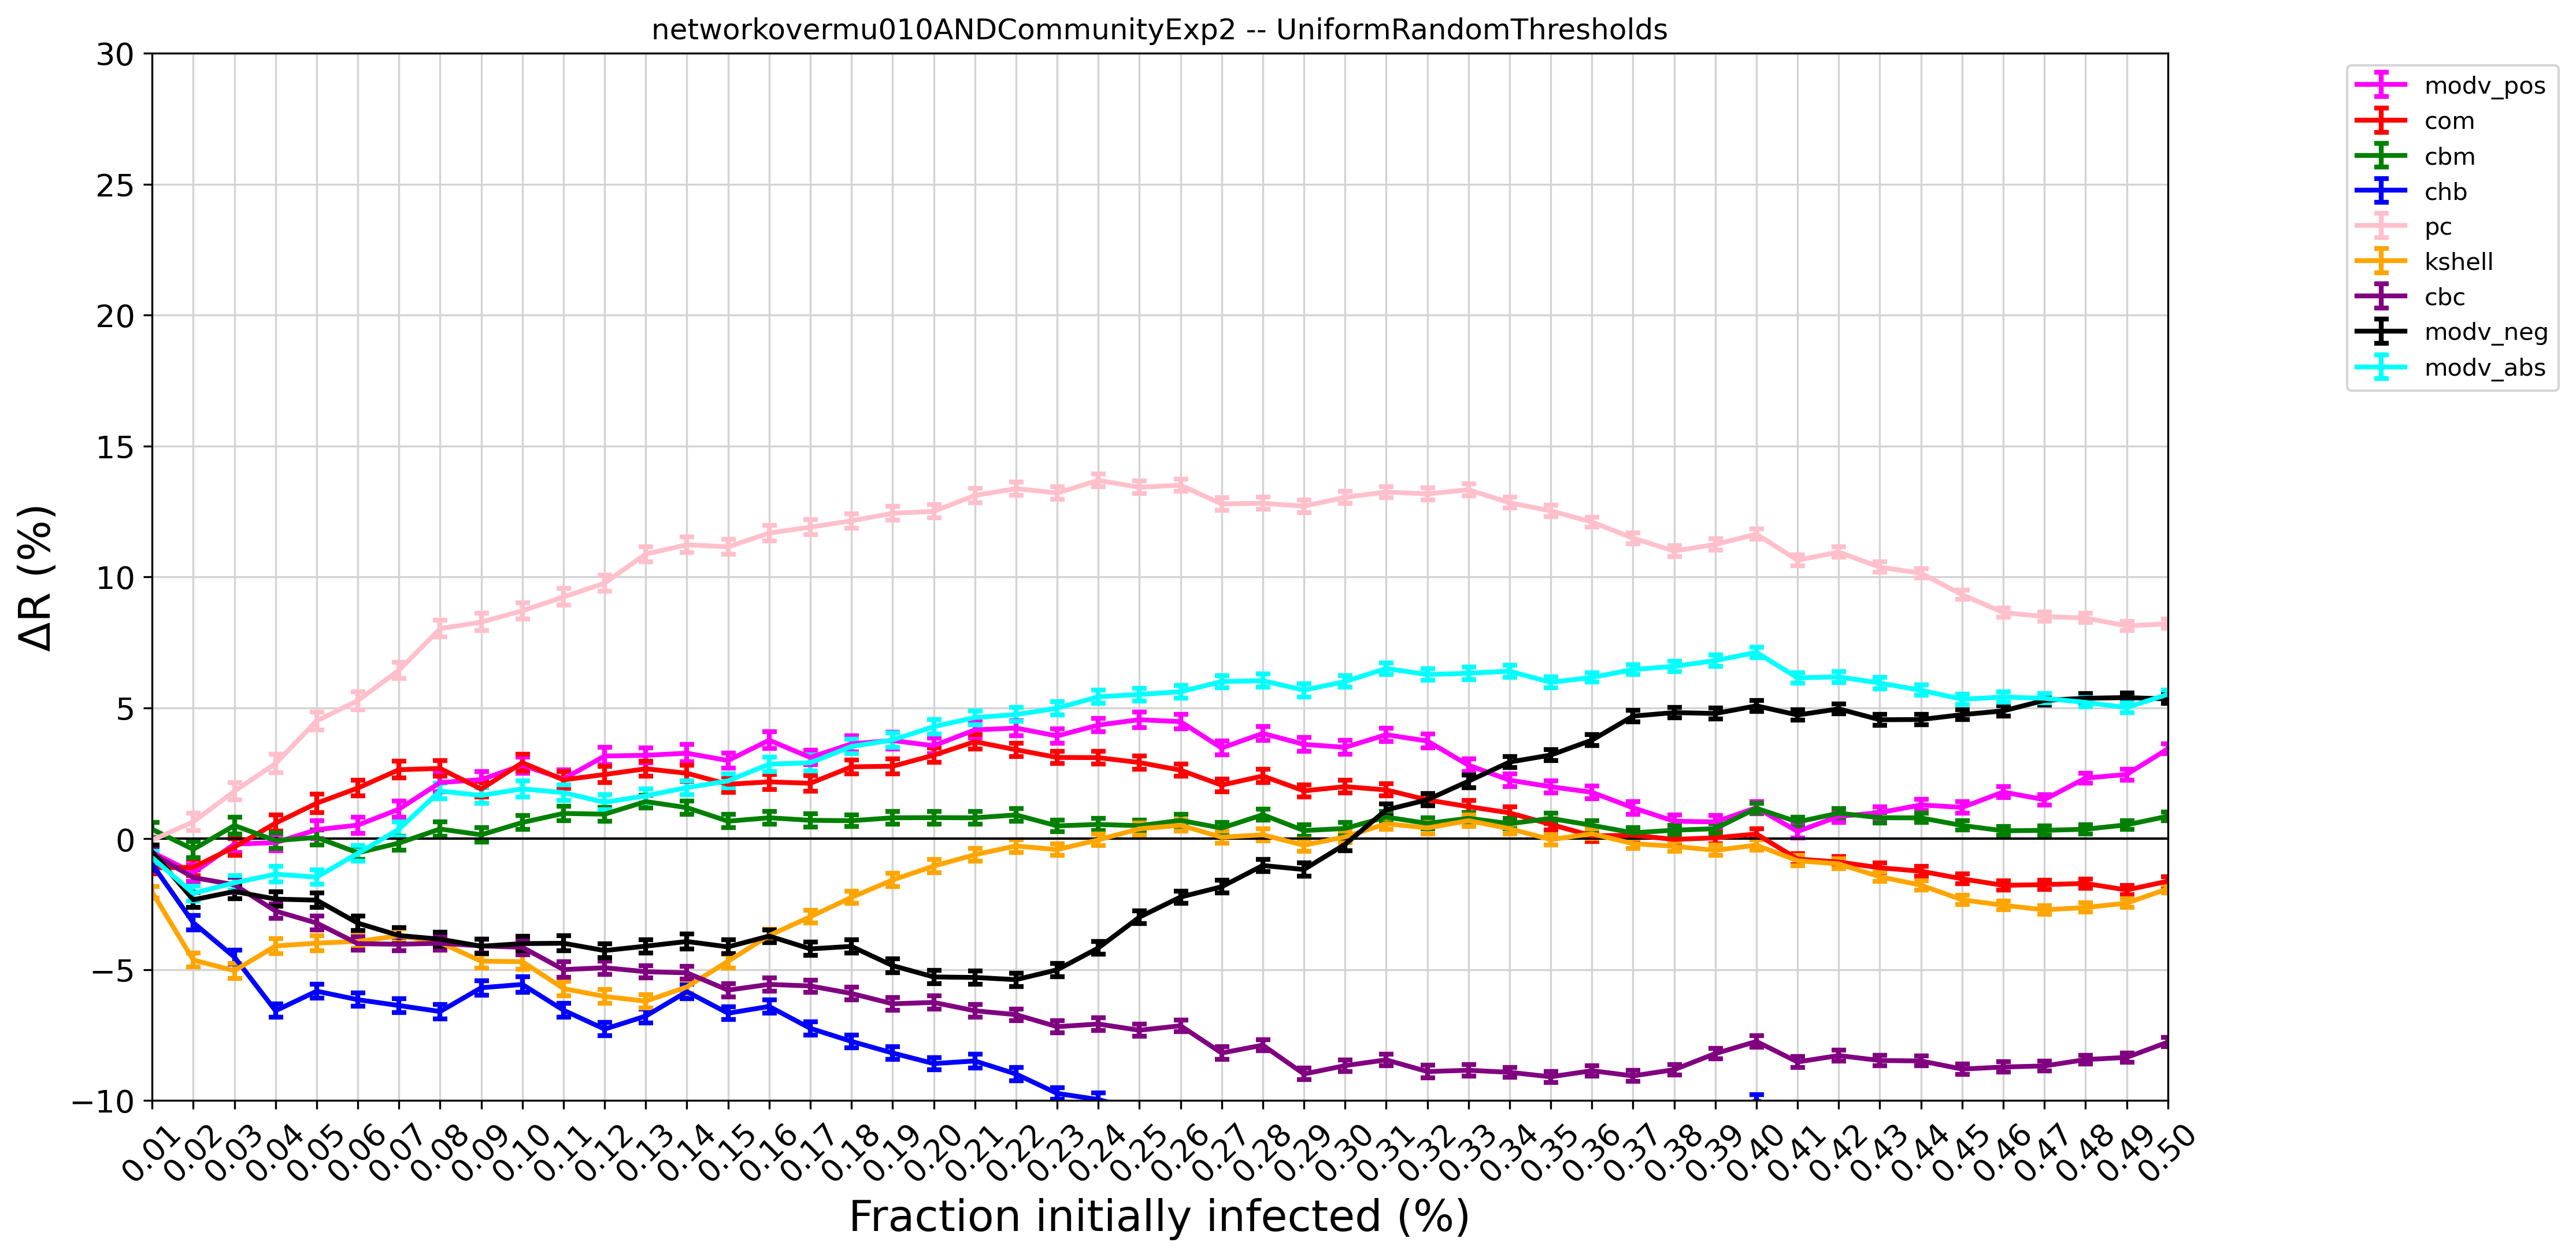 networkovermu010ANDCommunityExp2 -- UniformRandomThresholds
30
25
20
15
10
5
0
−5
−10
ΔR (%)
0.01 0.02 0.03 0.04 0.05 0.06 0.07 0.08 0.09 0.10 0.11 0.12 0.13 0.14 0.15 0.16 0.17 0.18 0.19 0.20 0.21 0.22 0.23 0.24 0.25 0.26 0.27 0.28 0.29 0.30 0.31 0.32 0.33 0.34 0.35 0.36 0.37 0.38 0.39 0.40 0.41 0.42 0.43 0.44 0.45 0.46 0.47 0.48 0.49 0.50
Fraction initially infected (%)
modv_pos
com
cbm
chb
pc
kshell
cbc
modv_neg
modv_abs